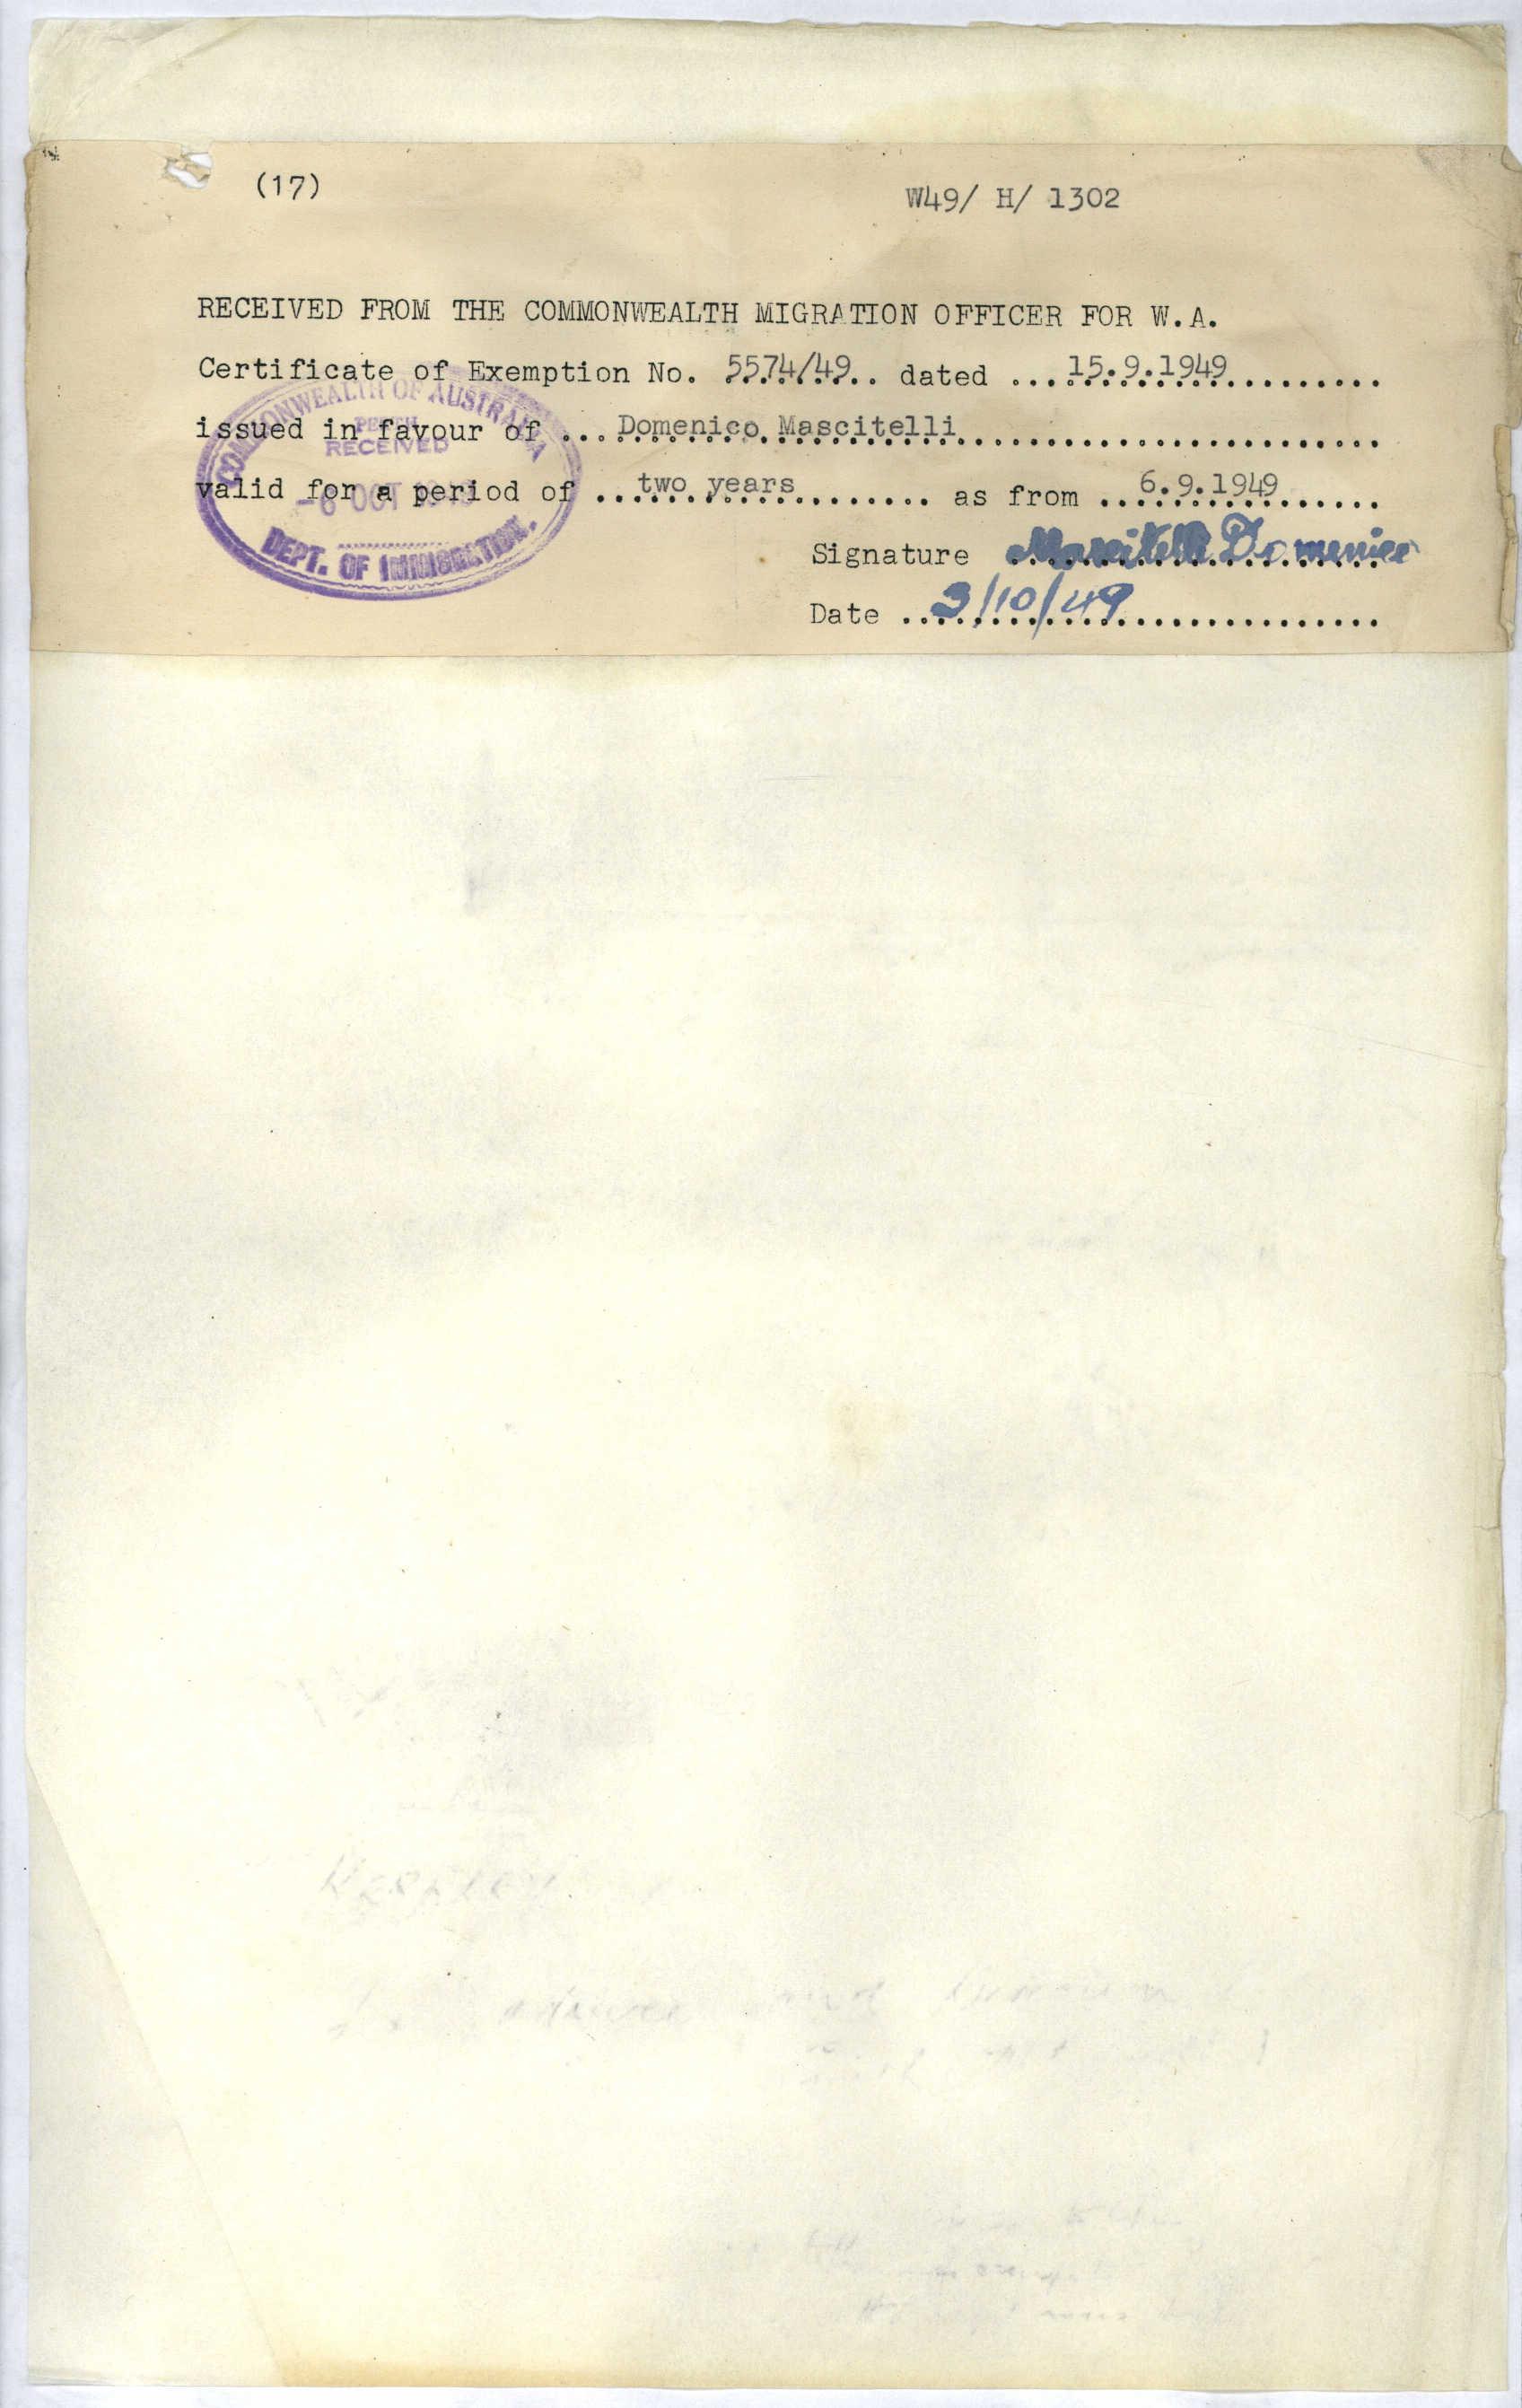 (17)
W49/ H/ 1302
RECEIVED FROM THE COMMONWEALTH MIGRATION OFFICER FOR W.A.
Certificate of Exemption No. 5574/49.. dated ...15.9.1949.........
issued in favour of ...Domenico Mascitelli........................
valid for a period of ..two years........ as from ..6.9.1949......
COMMONWEALTH OF AUSTRALIA
PERTH
RECEIVED
-6 OCT
DEPT. OF IMMIGRATION.
Signature Mascitelli Domenico
Date ..3/10/49..............